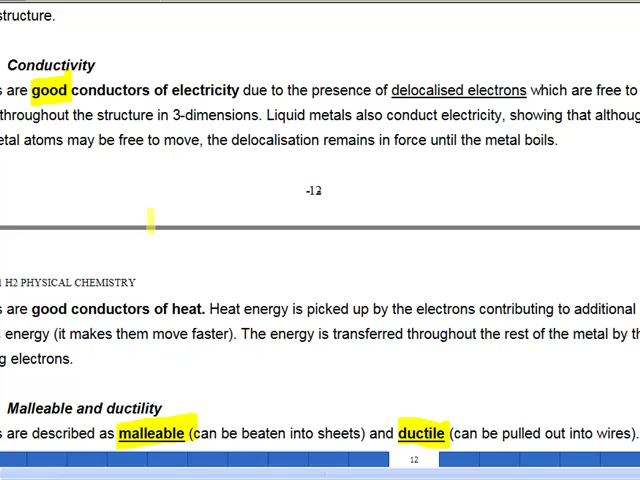 structure.
Conductivity
s are good conductors of electricity due to the presence of delocalised electrons which are free to
throughout the structure in 3-dimensions. Liquid metals also conduct electricity, showing that althoug
etal atoms may be free to move, the delocalisation remains in force until the metal boils.
-12
H2 PHYSICAL CHEMISTRY
s are good conductors of heat. Heat energy is picked up by the electrons contributing to additional
energy (it makes them move faster). The energy is transferred throughout the rest of the metal by th
g electrons.
Malleable and ductility
s are described as malleable (can be beaten into sheets) and ductile (can be pulled out into wires).
12